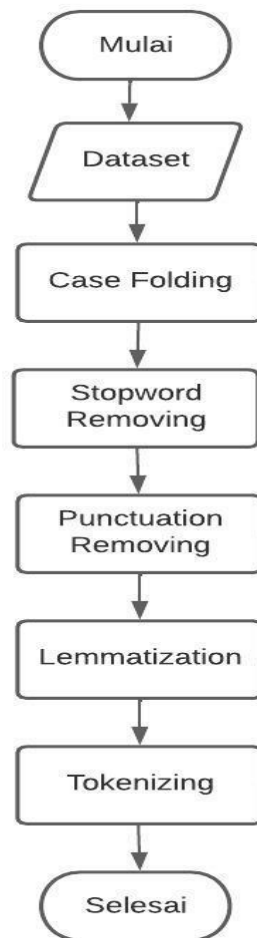 Mulai
Dataset
Case Folding
Stopword
Removing
Punctuation
Removing
Lemmatization
Tokenizing
Selesai